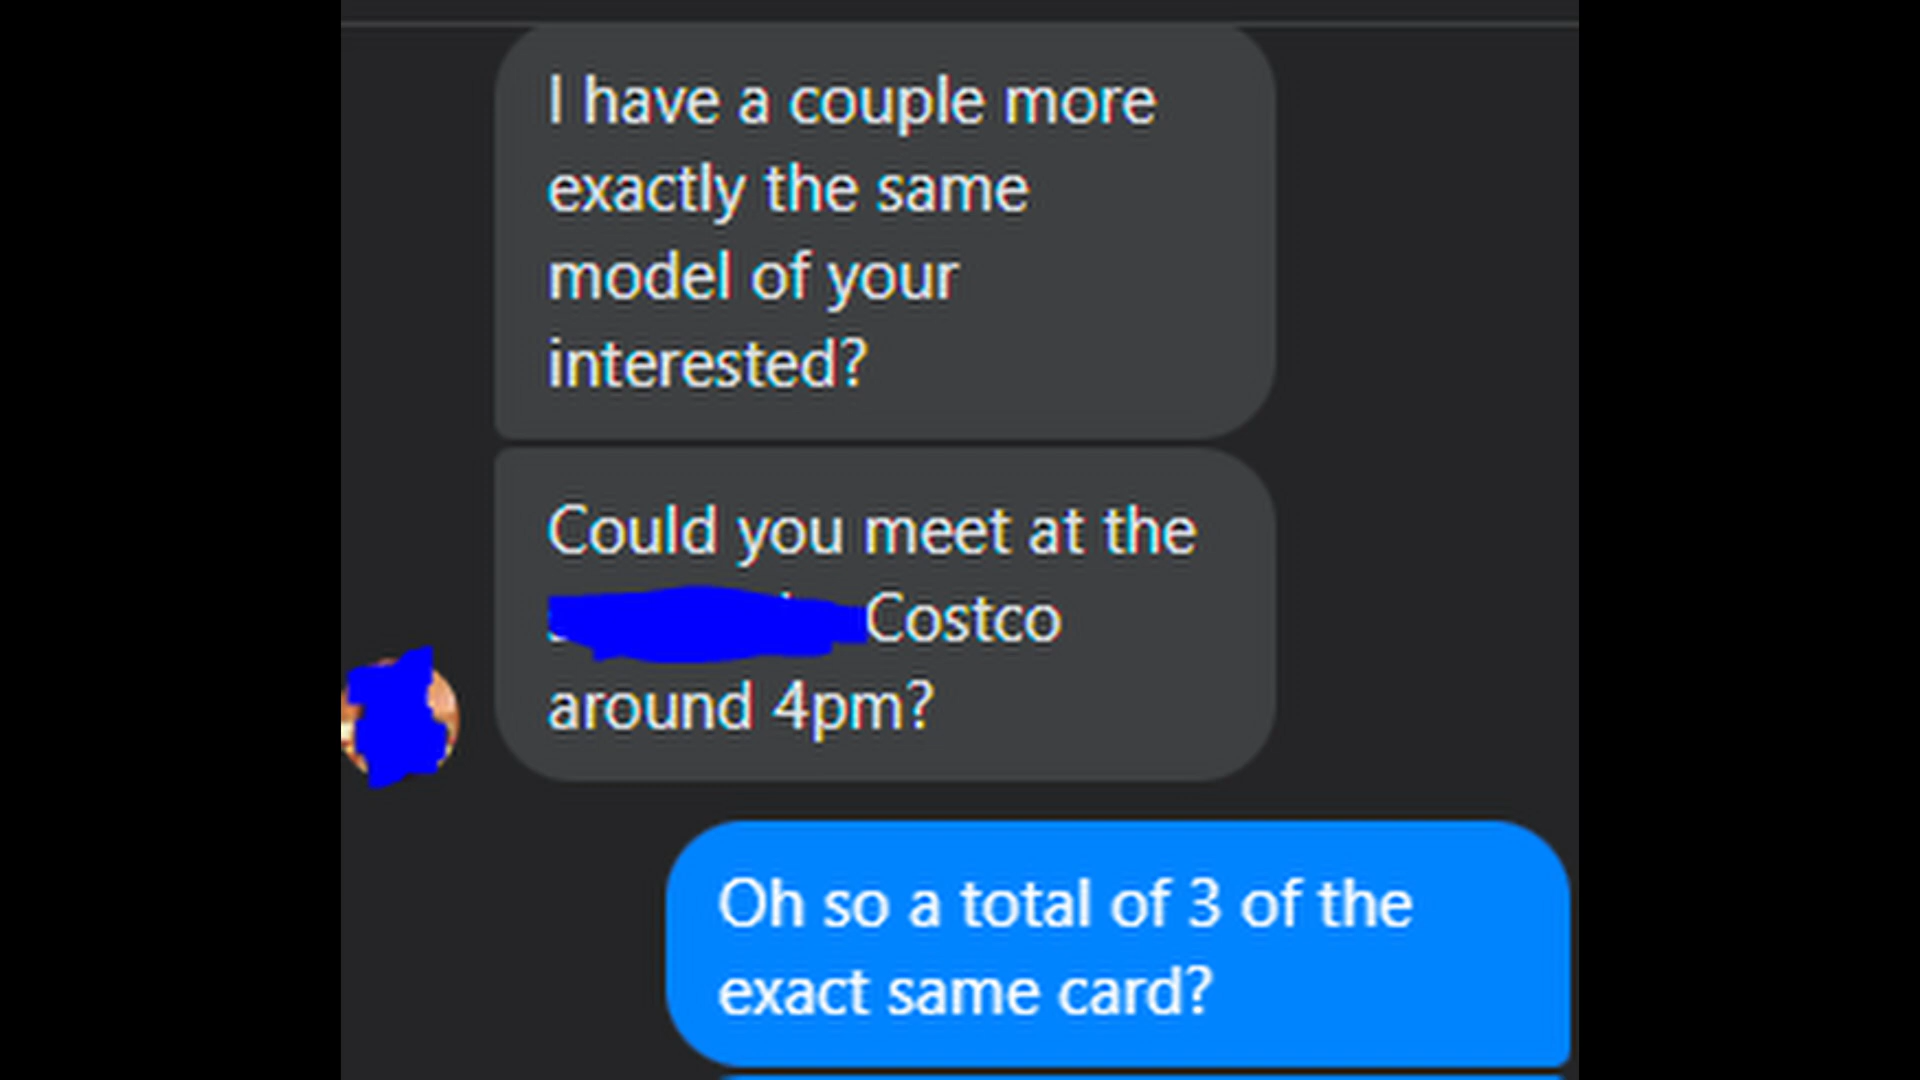 I have a couple more
exactly the same
model of your
interested?
Could you meet at the
Costco
around 4pm?
Oh so a total of 3 of the
exact same card?